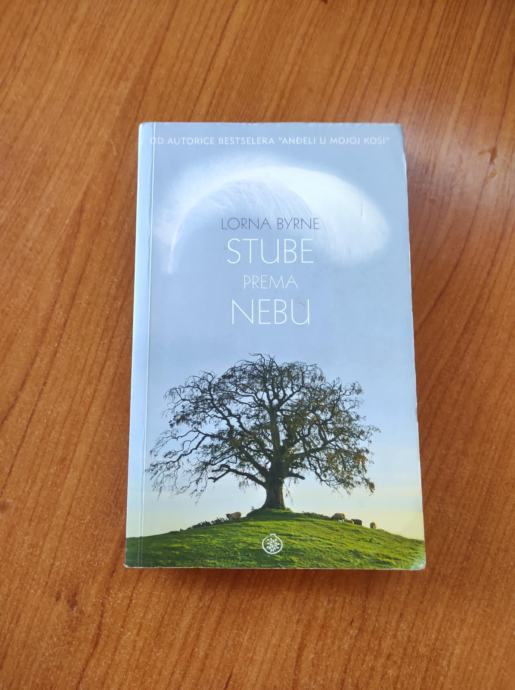 OD AUTORICE BESTSELERA "ANĐELI U MOJOJ KOSI"
LORNA BYRNE
STUBE
PREMA
NEBU